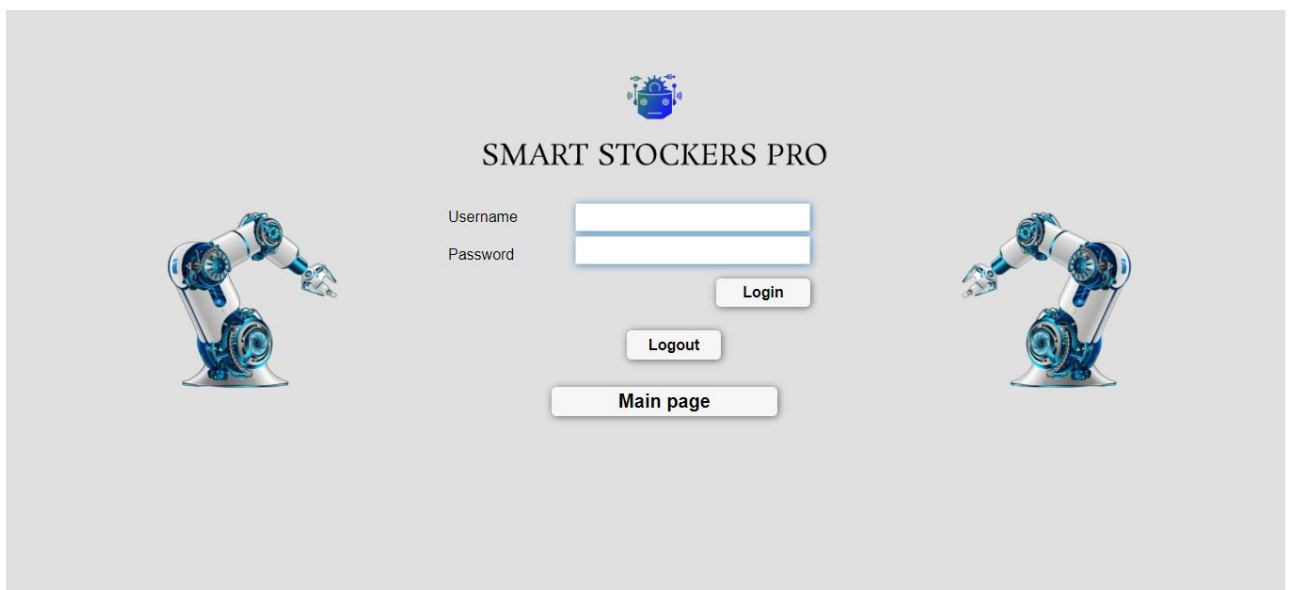 SMART STOCKERS PRO
Username
Password
Login
Logout
Main page